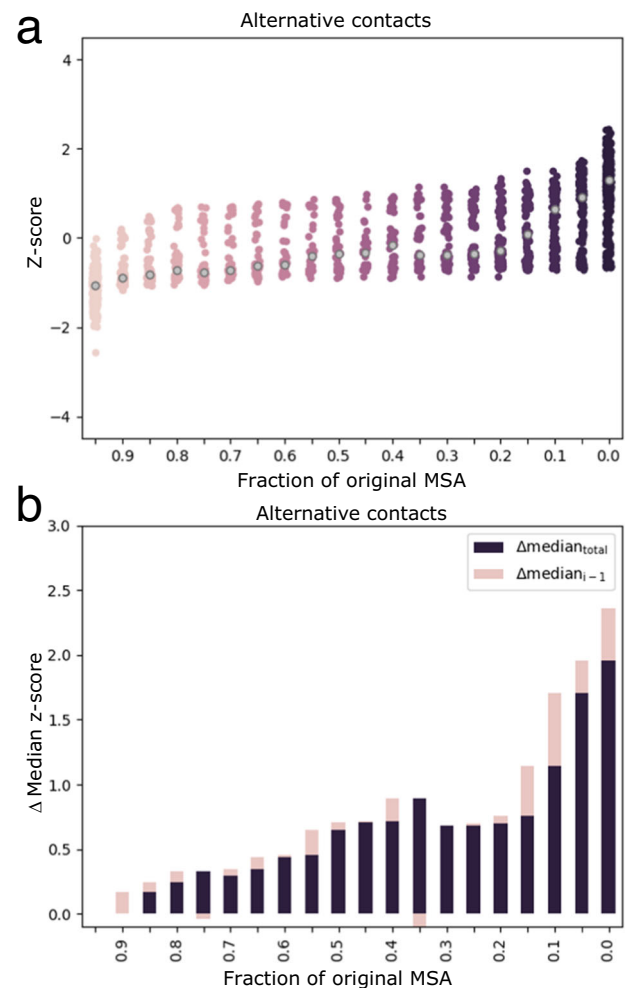 a
Alternative contacts
Z-score
4
2
0
−2
−4
0.9 0.8 0.7 0.6 0.5 0.4 0.3 0.2 0.1 0.0
Fraction of original MSA
b
Alternative contacts
Δ Median z-score
3.0
2.5
2.0
1.5
1.0
0.5
0.0
Δmedian_total
Δmedian_i − 1
0.9 0.8 0.7 0.6 0.5 0.4 0.3 0.2 0.1 0.0
Fraction of original MSA